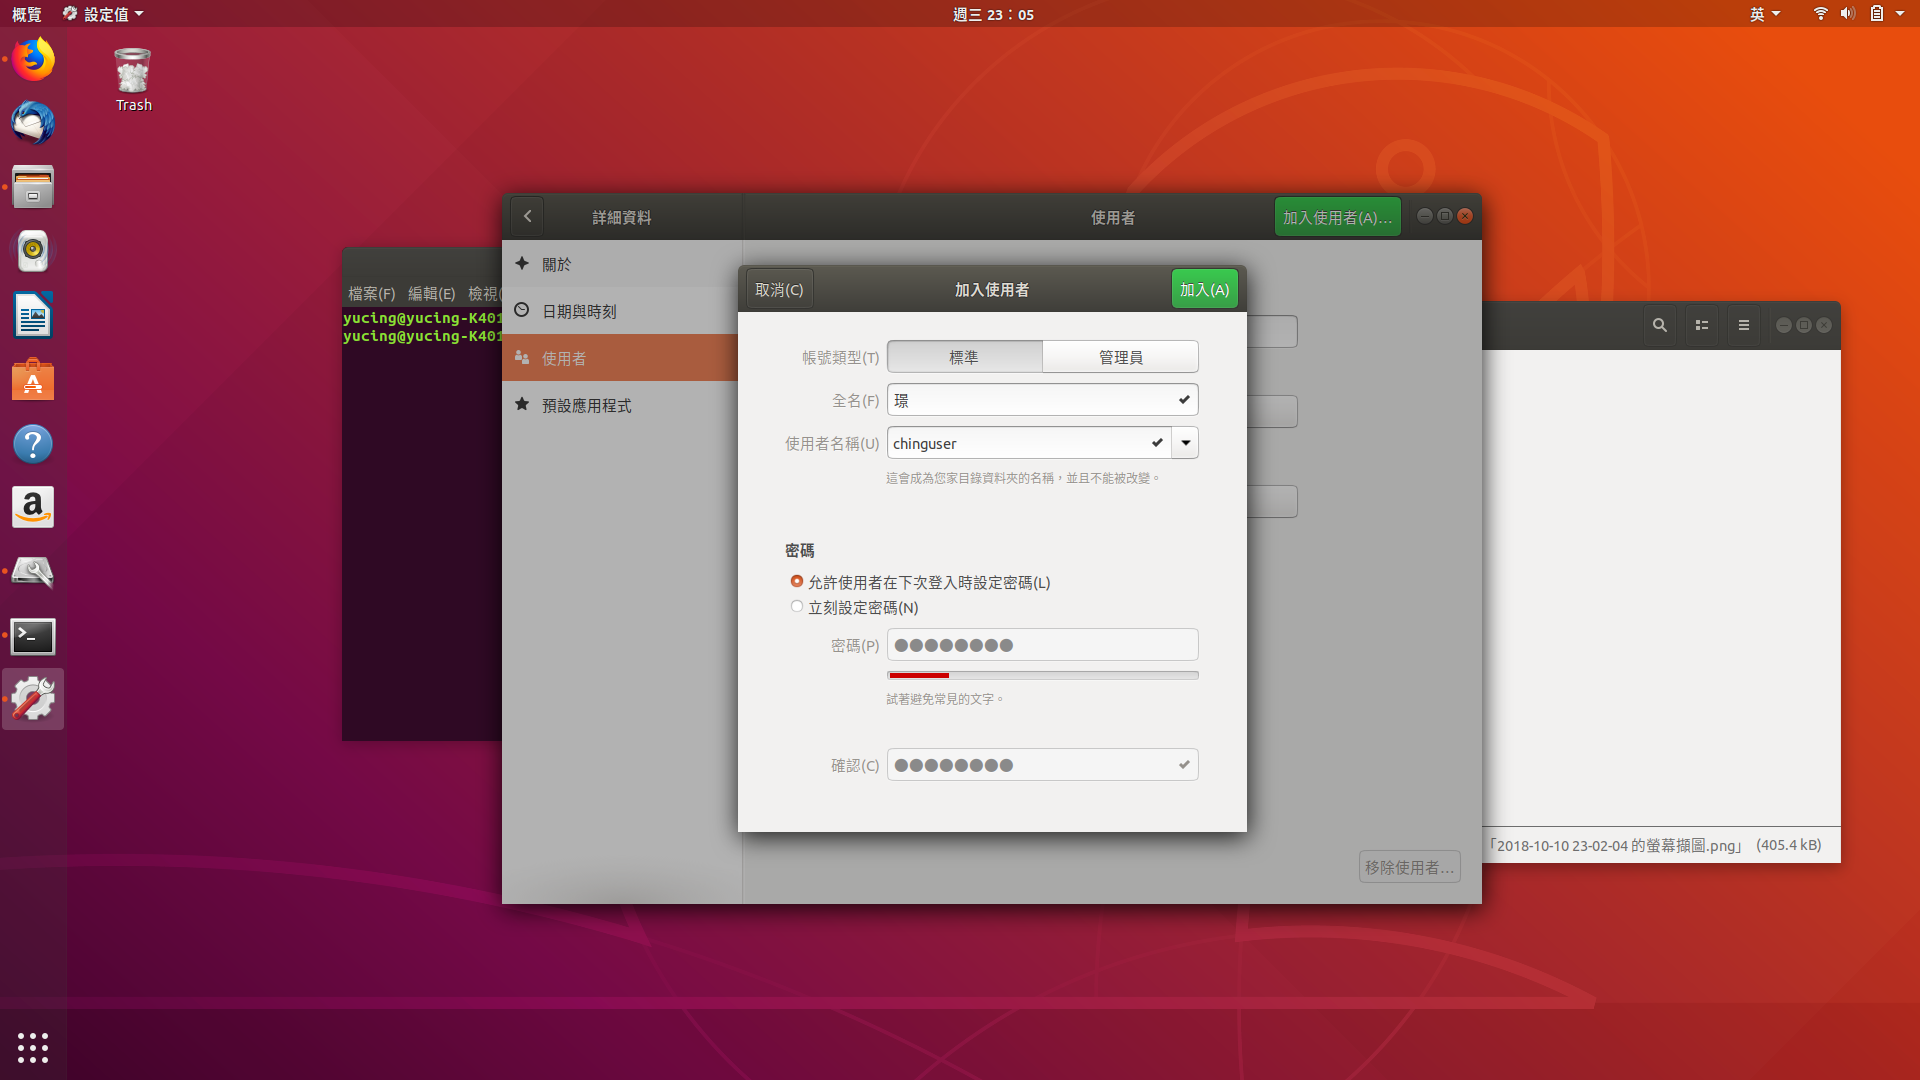 概覽 設定值 週三 23：05 英
Trash
詳細資料 使用者 加入使用者(A)...
關於
日期與時刻
使用者
預設應用程式
檔案(F) 編輯(E) 檢視(
yucing@yucing-K401
yucing@yucing-K401
取消(C) 加入使用者 加入(A)
帳號類型(T) 標準 管理員
全名(F) 璟
使用者名稱(U) chinguser
這會成為您家目錄資料夾的名稱，並且不能被改變。
密碼
允許使用者在下次登入時設定密碼(L)
立刻設定密碼(N)
密碼(P) ●●●●●●●●
試著避免常見的文字。
確認(C) ●●●●●●●●
移除使用者...
「2018-10-10 23-02-04 的螢幕擷圖.png」 (405.4 kB)